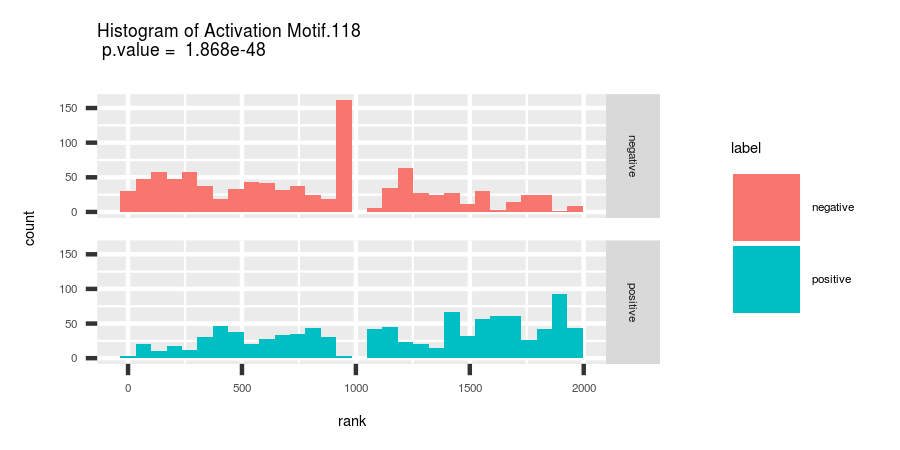 Histogram of Activation Motif.118
p.value = 1.868e-48
count
150
100
50
0
negative
150
100
50
0
positive
0 500 1000 1500 2000
rank
label
negative
positive